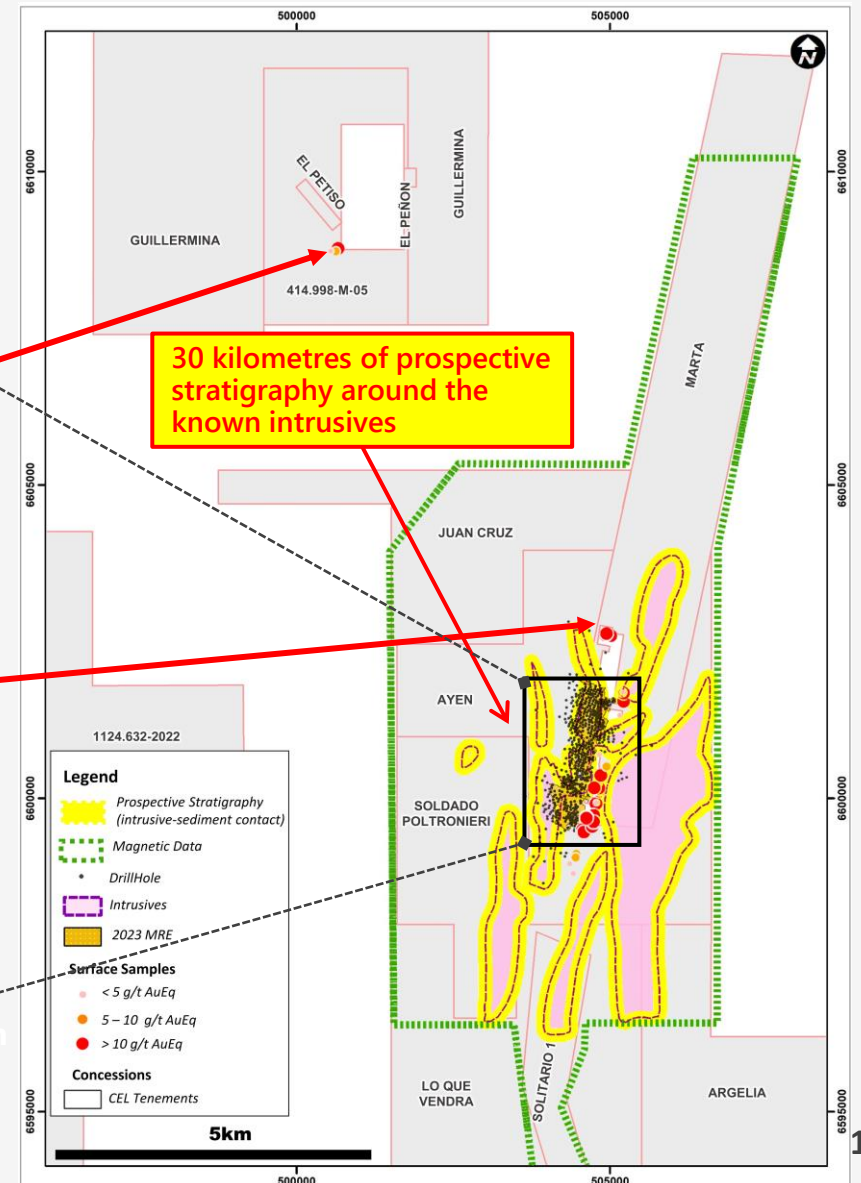 500000
505000
N
6610000
6610000
GUILLERMINA
EL PETISO
EL PEÑON
GUILLERMINA
414.998-M-05
30 kilometres of prospective
stratigraphy around the
known intrusives
MARTA
6605000
6605000
JUAN CRUZ
AYEN
1124.632-2022
SOLDADO
POLTRONIERI
6600000
6600000
Legend
Prospective Stratigraphy
(intrusive-sediment contact)
Magnetic Data
DrillHole
Intrusives
2023 MRE
Surface Samples
< 5 g/t AuEq
5 – 10 g/t AuEq
> 10 g/t AuEq
Concessions
CEL Tenements
LO QUE
VENDRA
SOLITARIO 1
ARGELIA
6595000
6595000
5km
500000
505000